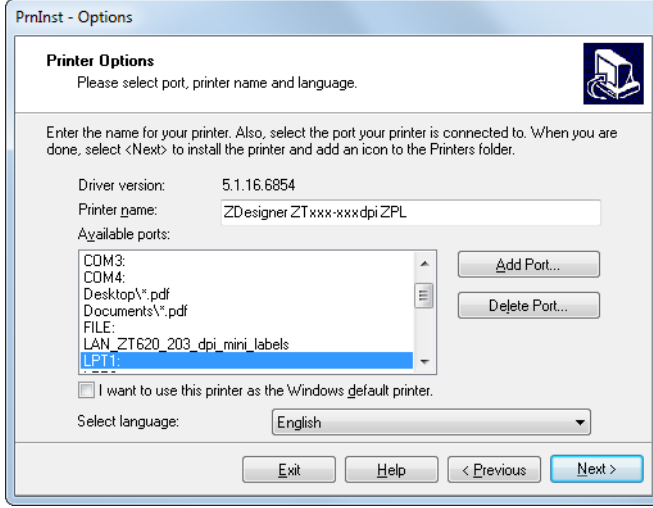 PrnInst - Options
Printer Options
Please select port, printer name and language.
Enter the name for your printer. Also, select the port your printer is connected to. When you are
done, select <Next> to install the printer and add an icon to the Printers folder.
Driver version: 5.1.16.6854
Printer name: ZDesigner ZTxxx-xxxdpi ZPL
Available ports:
COM3:
COM4:
Desktop\*.pdf
Documents\*.pdf
FILE:
LAN_ZT620_203_dpi_mini_labels
LPT1:
Add Port...
Delete Port...
I want to use this printer as the Windows default printer.
Select language: English
Exit Help < Previous Next >